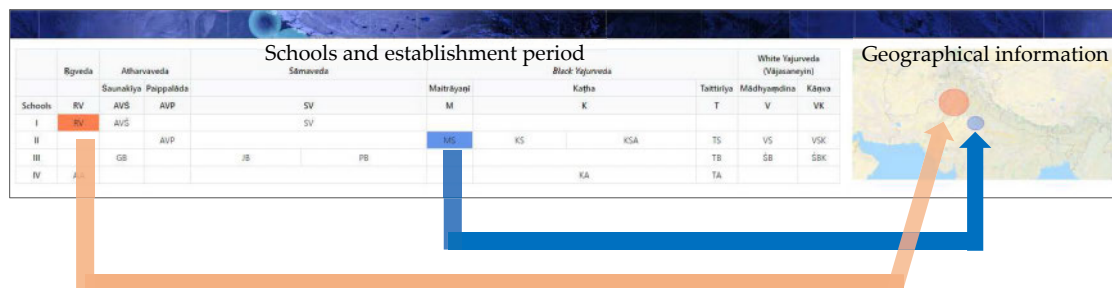 Schools and establishment period
Geographical information
Ṛgveda Atharvaveda Sāmaveda Black Yajurveda White Yajurveda (Vājasaneyin)
Saunakīya Paippalāda Maitrāyaṇī Kaṭha Taittirīya Mādhyaṃdina Kāṇva
Schools RV AVŚ AVP SV M K T V VK
I RV AVŚ SV
II AVP MS KS KSA TS VS VSK
III GB JB PB TB ŚB ŚBK
IV KA TA